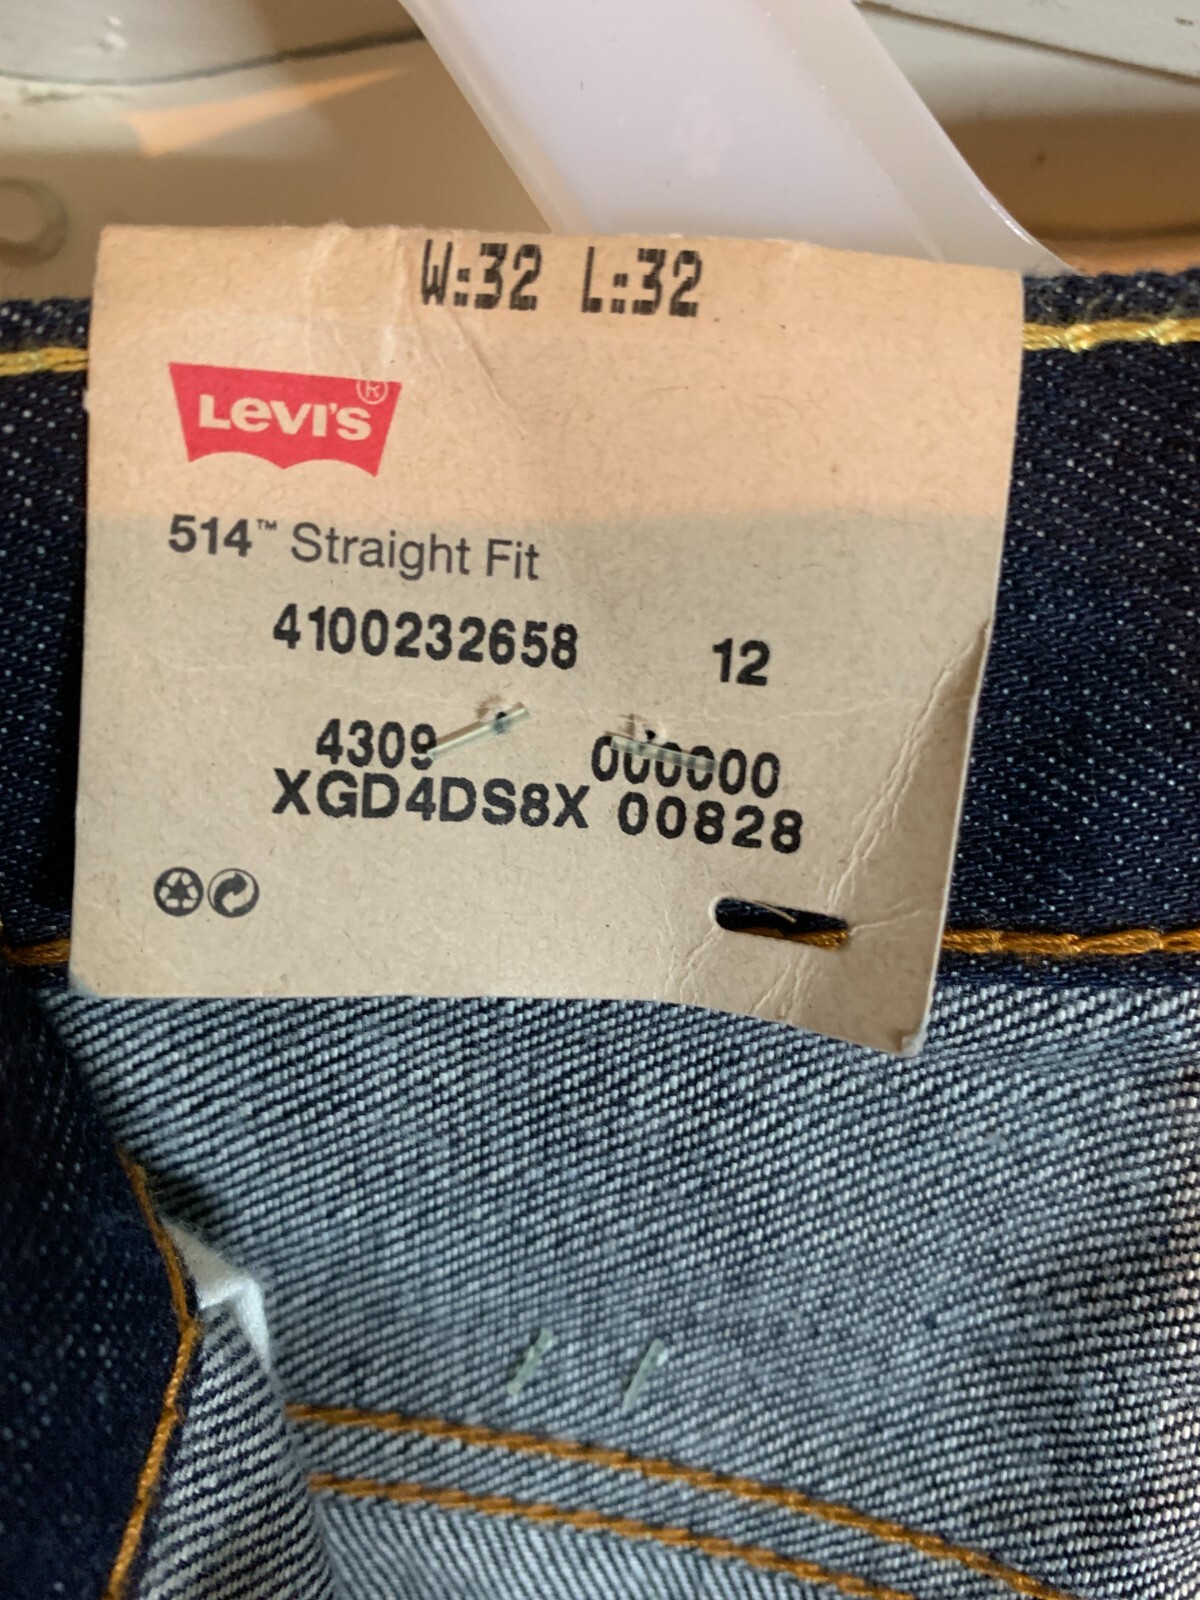 W:32 L:32
LEVI'S®
514™ Straight Fit
4100232658 12
4309 000000
XGD4DS8X 00828